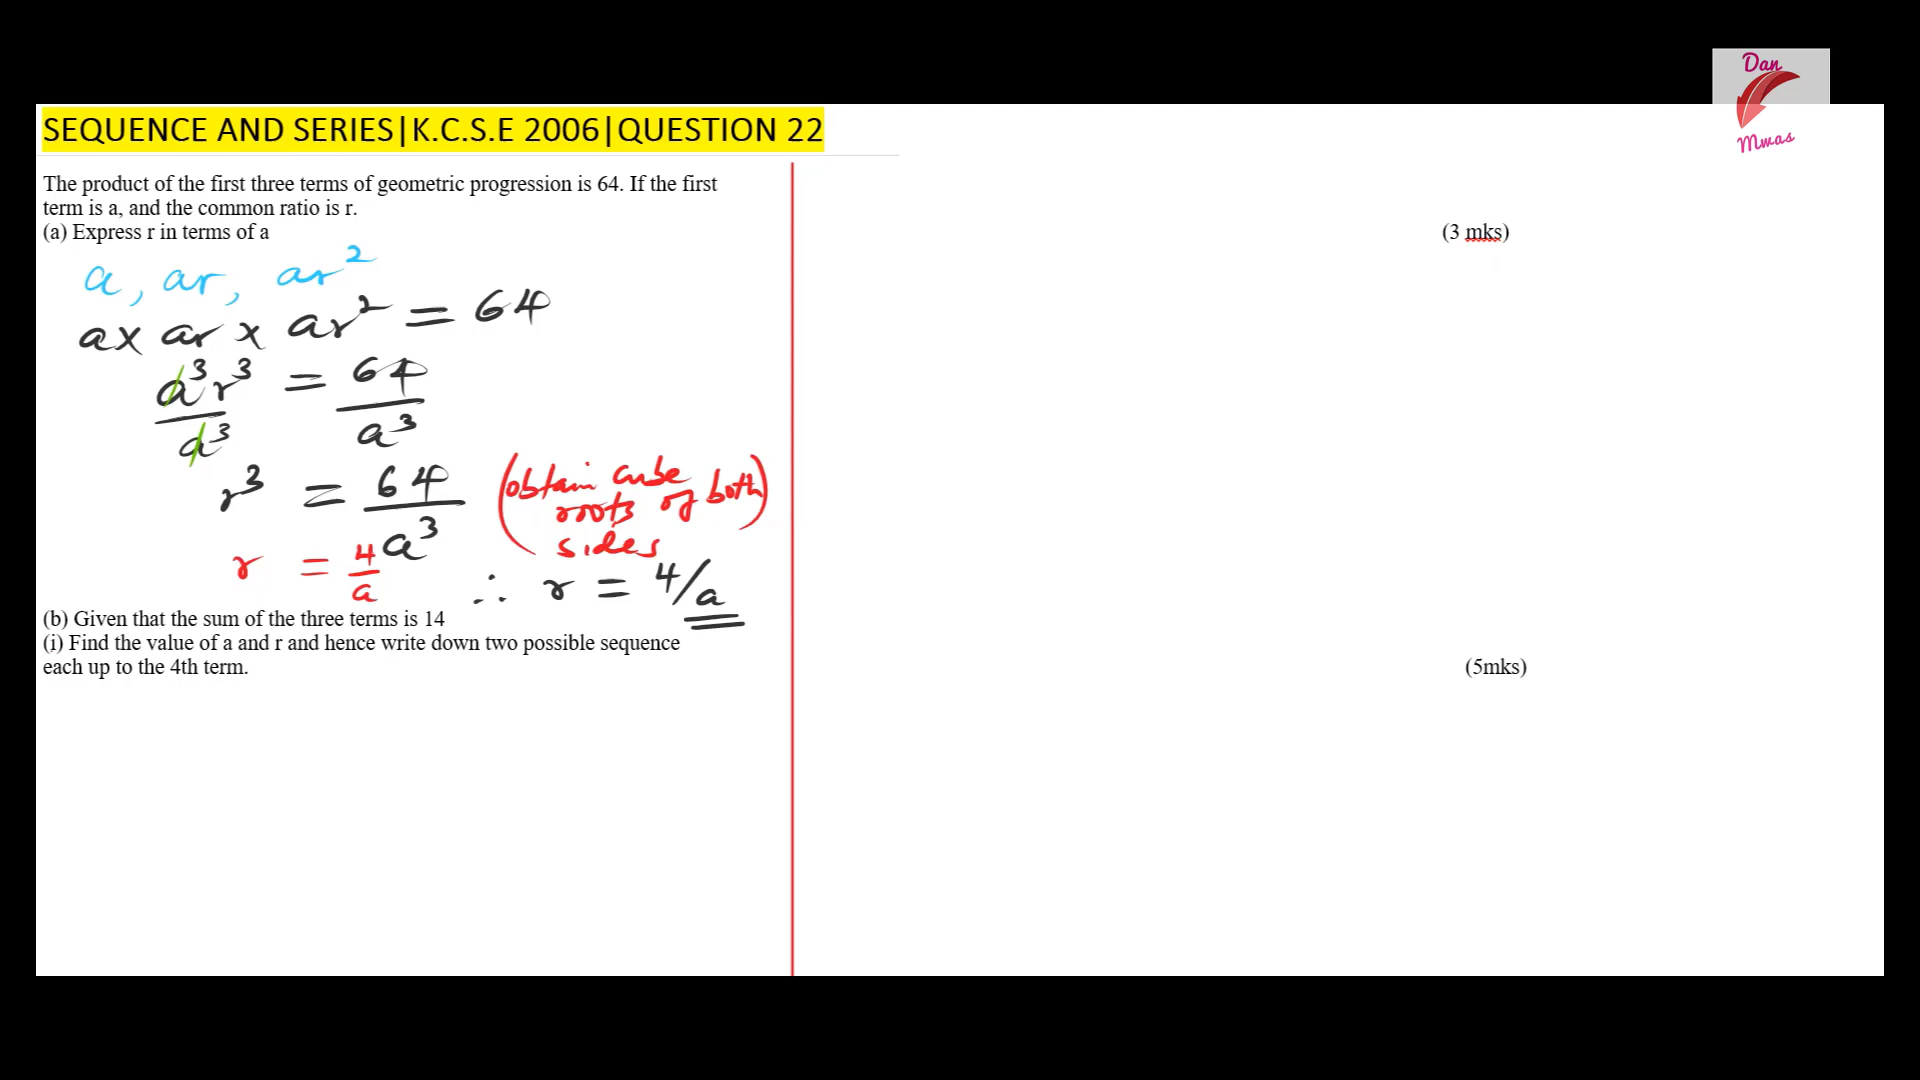 Dan
Mwas
SEQUENCE AND SERIES|K.C.S.E 2006|QUESTION 22
The product of the first three terms of geometric progression is 64. If the first
term is a, and the common ratio is r.
(a) Express r in terms of a (3 mks)
a, ar, ar²
a x ar x ar² = 64
a³r³/a³ = 64/a³
r³ = 64/a³ (obtain cube roots of both sides)
r = 4/a
∴ r = 4/a
(b) Given that the sum of the three terms is 14
(i) Find the value of a and r and hence write down two possible sequence
each up to the 4th term. (5mks)